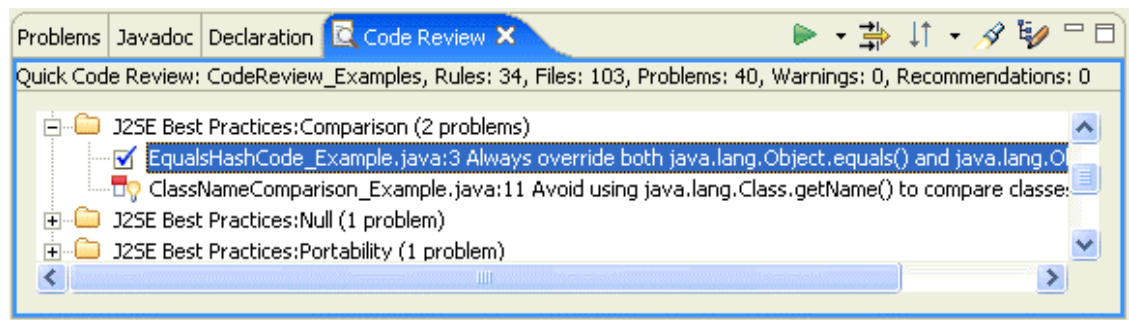 Problems Javadoc Declaration Code Review
Quick Code Review: CodeReview_Examples, Rules: 34, Files: 103, Problems: 40, Warnings: 0, Recommendations: 0
J2SE Best Practices:Comparison (2 problems)
EqualsHashCode_Example.java:3 Always override both java.lang.Object.equals() and java.lang.O
ClassNameComparison_Example.java:11 Avoid using java.lang.Class.getName() to compare classes
J2SE Best Practices:Null (1 problem)
J2SE Best Practices:Portability (1 problem)